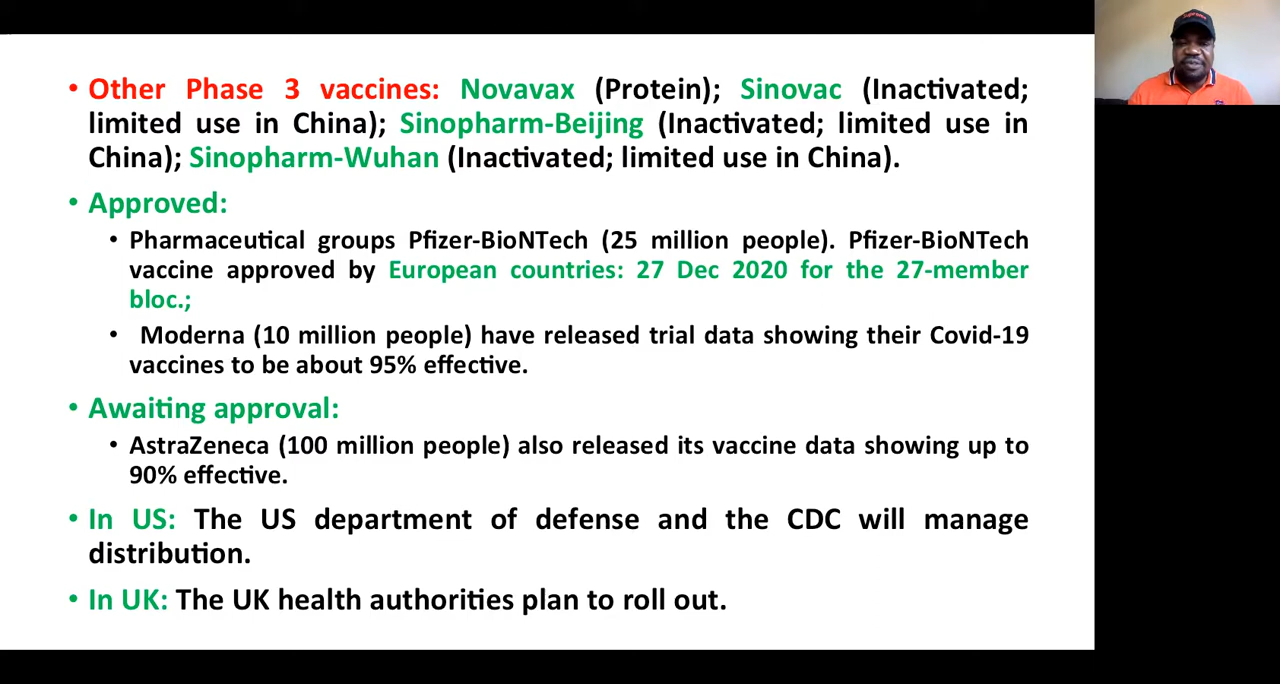 • Other Phase 3 vaccines: Novavax (Protein); Sinovac (Inactivated;
limited use in China); Sinopharm-Beijing (Inactivated; limited use in
China); Sinopharm-Wuhan (Inactivated; limited use in China).
• Approved:
• Pharmaceutical groups Pfizer-BioNTech (25 million people). Pfizer-BioNTech
vaccine approved by European countries: 27 Dec 2020 for the 27-member
bloc.;
• Moderna (10 million people) have released trial data showing their Covid-19
vaccines to be about 95% effective.
• Awaiting approval:
• AstraZeneca (100 million people) also released its vaccine data showing up to
90% effective.
• In US: The US department of defense and the CDC will manage
distribution.
• In UK: The UK health authorities plan to roll out.